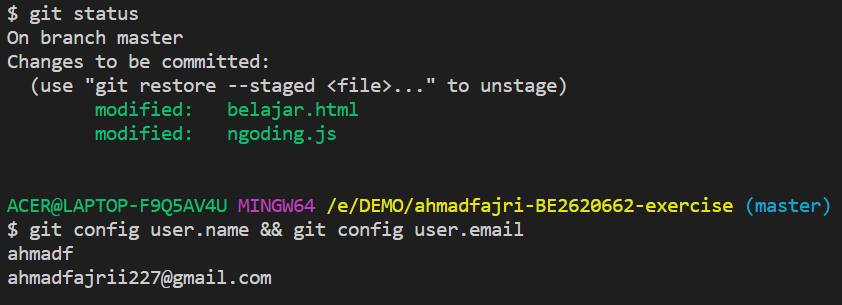 $ git status
On branch master
Changes to be committed:
  (use "git restore --staged <file>..." to unstage)
        modified:   belajar.html
        modified:   ngoding.js
ACER@LAPTOP-F9Q5AV4U MINGW64 /e/DEMO/ahmadfajri-BE2620662-exercise (master)
$ git config user.name && git config user.email
ahmadf
ahmadfajrii227@gmail.com